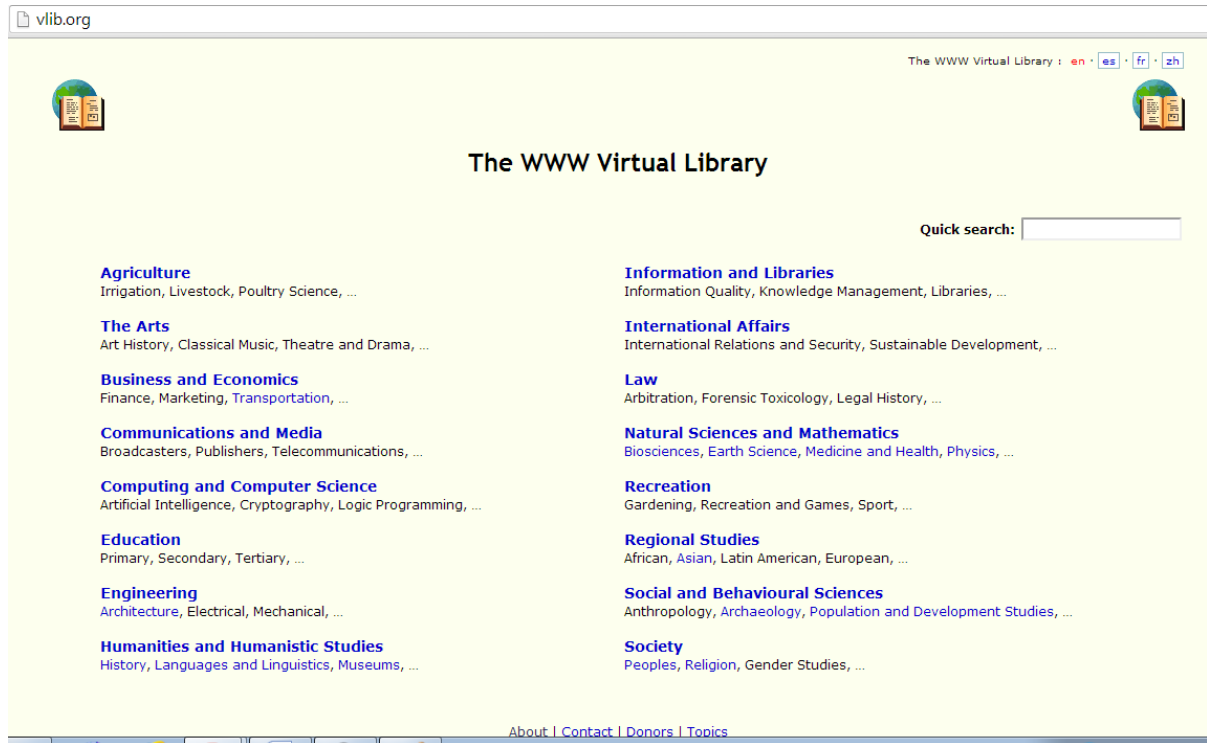 vlib.org
The WWW Virtual Library : en · es · fr · zh
The WWW Virtual Library
Quick search:
Agriculture
Irrigation, Livestock, Poultry Science, ...
The Arts
Art History, Classical Music, Theatre and Drama, ...
Business and Economics
Finance, Marketing, Transportation, ...
Communications and Media
Broadcasters, Publishers, Telecommunications, ...
Computing and Computer Science
Artificial Intelligence, Cryptography, Logic Programming, ...
Education
Primary, Secondary, Tertiary, ...
Engineering
Architecture, Electrical, Mechanical, ...
Humanities and Humanistic Studies
History, Languages and Linguistics, Museums, ...
Information and Libraries
Information Quality, Knowledge Management, Libraries, ...
International Affairs
International Relations and Security, Sustainable Development, ...
Law
Arbitration, Forensic Toxicology, Legal History, ...
Natural Sciences and Mathematics
Biosciences, Earth Science, Medicine and Health, Physics, ...
Recreation
Gardening, Recreation and Games, Sport, ...
Regional Studies
African, Asian, Latin American, European, ...
Social and Behavioural Sciences
Anthropology, Archaeology, Population and Development Studies, ...
Society
Peoples, Religion, Gender Studies, ...
About | Contact | Donors | Topics